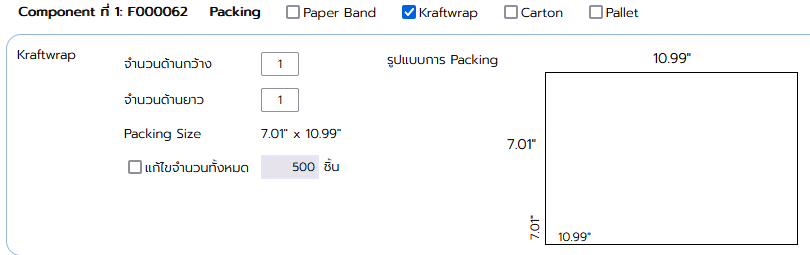 Component ที่ 1: F000062 Packing Paper Band Kraftwrap Carton Pallet
Kraftwrap
จำนวนด้านกว้าง 1
จำนวนด้านยาว 1
Packing Size 7.01" x 10.99"
แก้ไขจำนวนทั้งหมด 500 ชิ้น
รูปแบบการ Packing
10.99"
7.01"
7.01"
10.99"